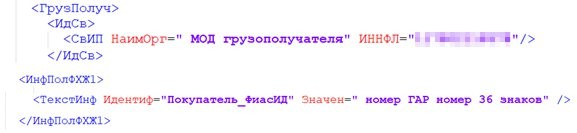 <ГрузПолуч>
<ИдСв>
<СвИП НаимОрг=" МОД грузополучателя" ИННФЛ=""/>
</ИдСв>
<ИнфПолФХЖ1>
<ТекстИнф Идентиф="Покупатель_ФиасИД" Значен=" номер ГАР номер 36 знаков" />
</ИнфПолФХЖ1>